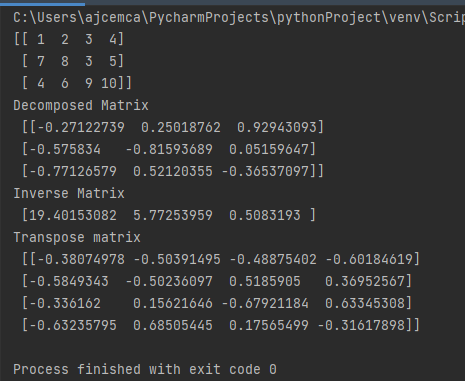 C:\Users\ajcemca\PycharmProjects\pythonProject\venv\Scrip
[[ 1  2  3  4]
 [ 7  8  3  5]
 [ 4  6  9 10]]
Decomposed Matrix
 [[-0.27122739  0.25018762  0.92943093]
 [-0.575834   -0.81593687  0.05159647]
 [-0.77126579  0.52120355 -0.36537097]]
Inverse Matrix
 [19.40153082  5.77253959  0.5083193 ]
Transpose matrix
 [[-0.38074978 -0.50391495 -0.48875402 -0.60184619]
 [-0.5849343  -0.50236097  0.5185905   0.36952567]
 [-0.336162    0.15621646 -0.67921184  0.63345308]
 [-0.63235795  0.68505445  0.17565499 -0.31617898]]
Process finished with exit code 0